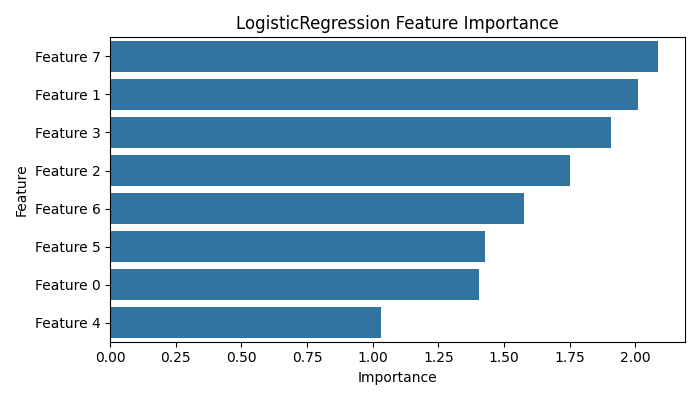 LogisticRegression Feature Importance
Feature 7
Feature 1
Feature 3
Feature 2
Feature 6
Feature 5
Feature 0
Feature 4
Feature
0.00 0.25 0.50 0.75 1.00 1.25 1.50 1.75 2.00
Importance